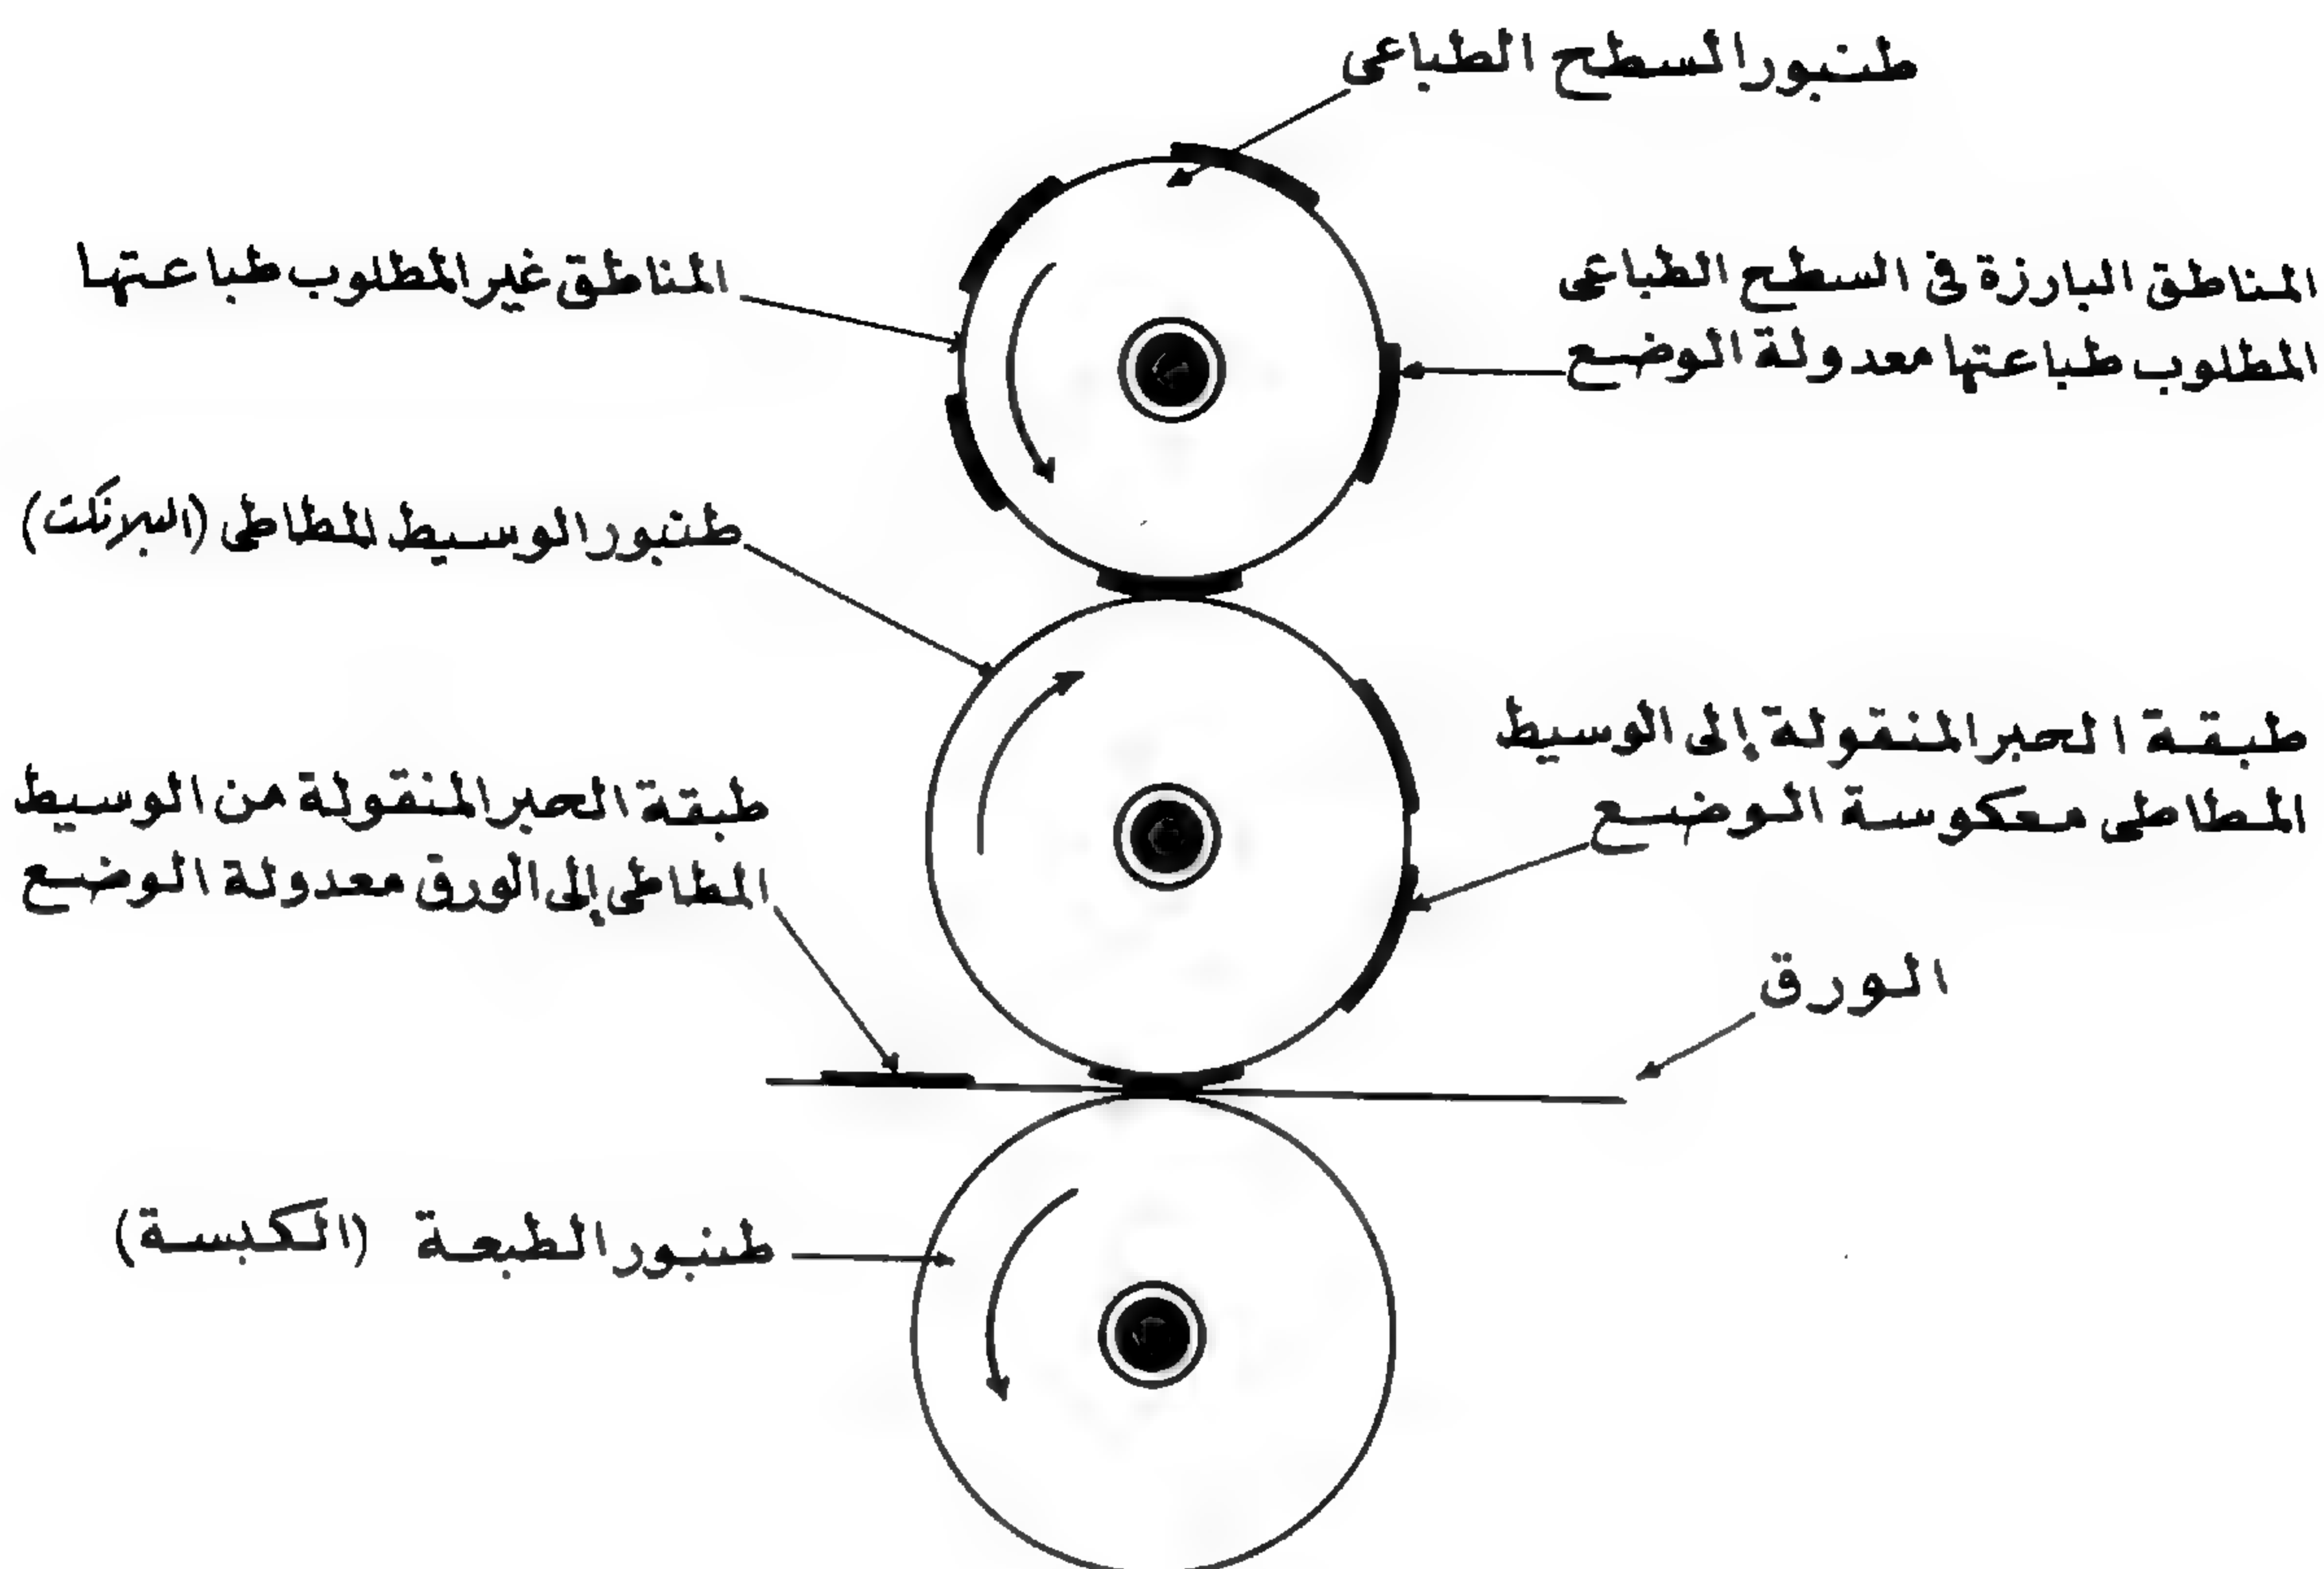 طنبور السطح الطباعى
المناطق البارزة فى السطح الطباعى
المطلوب طباعتها معدولة الوضع
المناطق غير المطلوب طباعتها
طنبور الوسيط المطاطى (البلانكت)
طبقة الحبر المنقولة إلى الوسيط
المطاطى معكوسة الوضع
طبقة الحبر المنقولة من الوسيط
المطاطى إلى الورق معدولة الوضع
الورق
طنبور الطبعة (الكبسة)